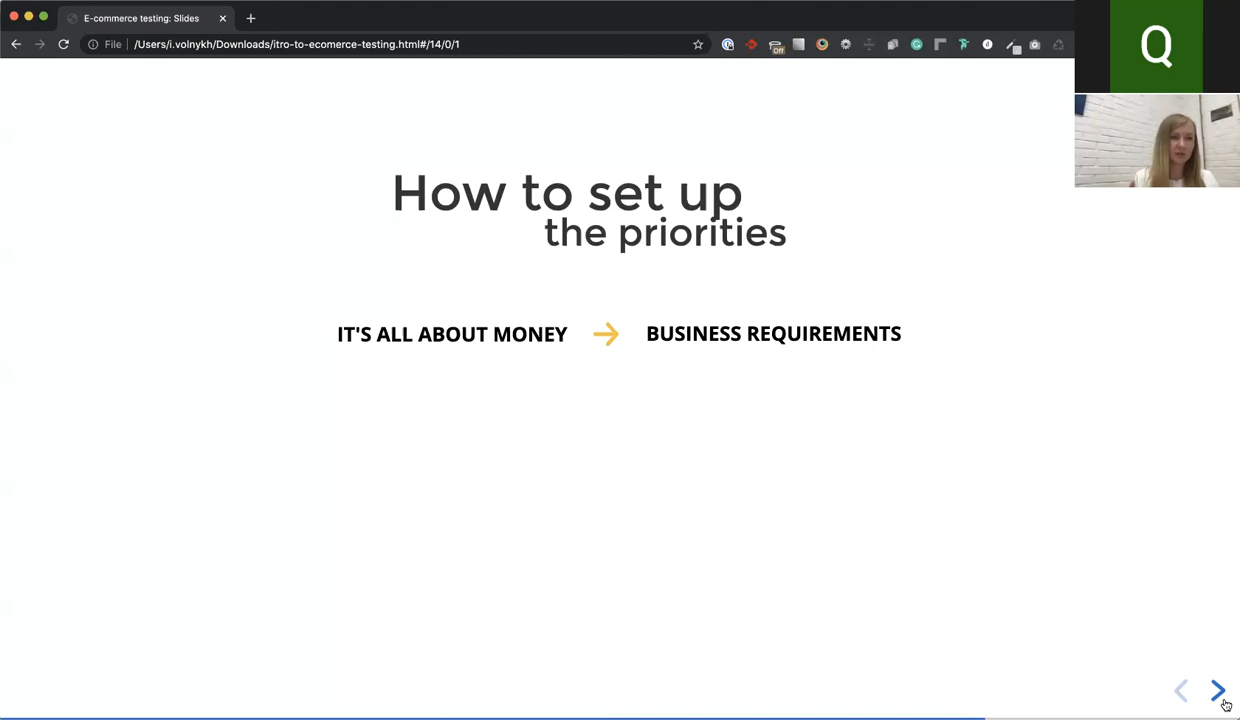 E-commerce testing: Slides
File
/Users/i.volnykh/Downloads/itro-to-ecomerce-testing.html#/14/0/1
Off
Q
How to set up
the priorities
IT'S ALL ABOUT MONEY → BUSINESS REQUIREMENTS